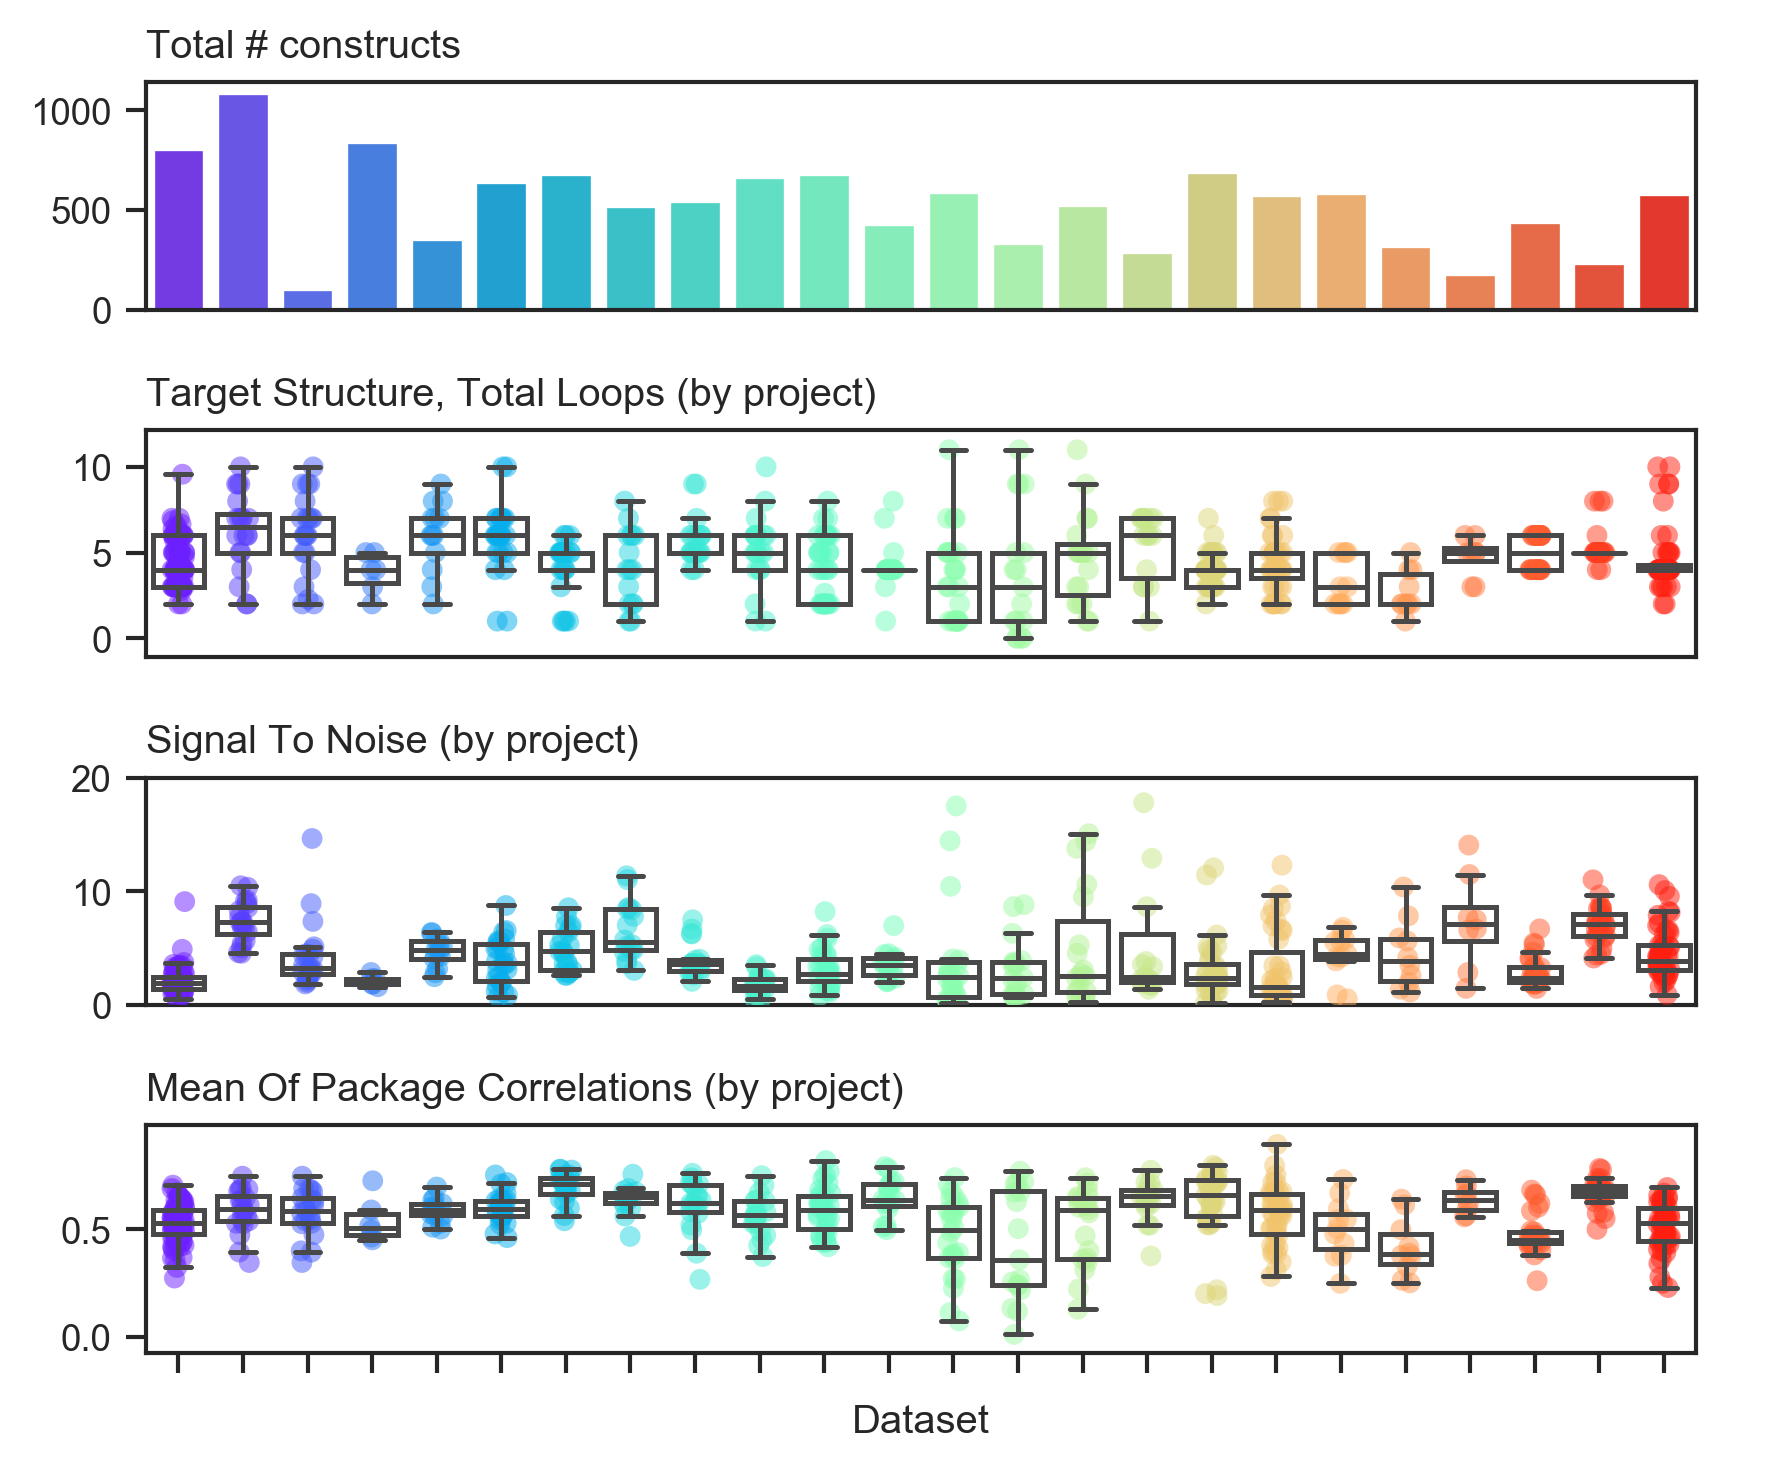 Total # constructs
1000
500
0
Target Structure, Total Loops (by project)
10
5
0
Signal To Noise (by project)
20
10
0
Mean Of Package Correlations (by project)
0.5
0.0
Dataset